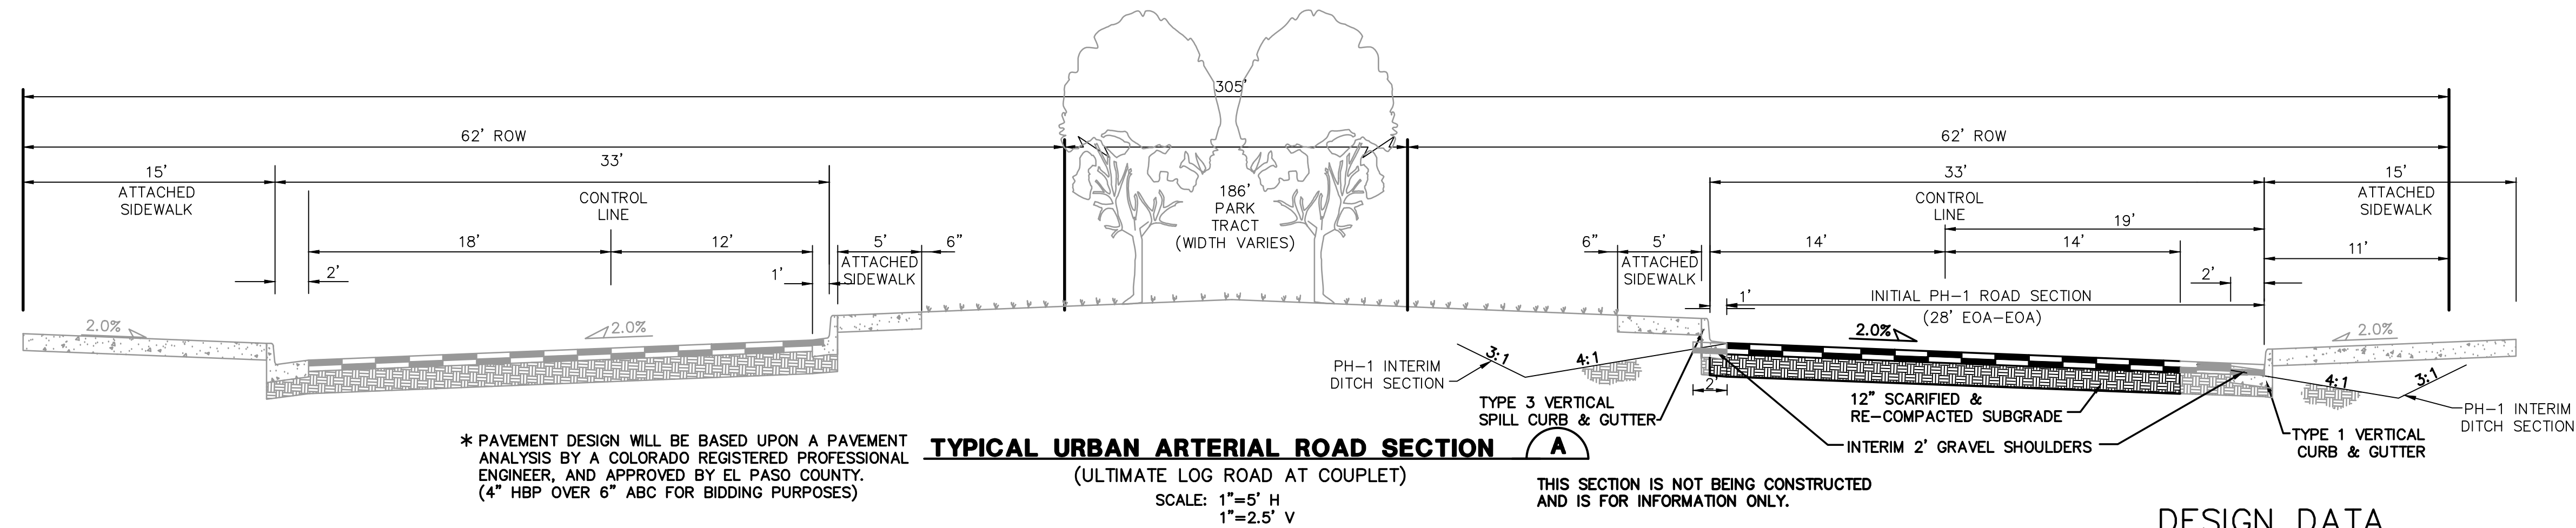 305'
62' ROW
62' ROW
33'
33'
15'
ATTACHED
SIDEWALK
CONTROL
LINE
186'
PARK
TRACT
(WIDTH VARIES)
CONTROL
LINE
15'
ATTACHED
SIDEWALK
18'
12'
5'
6"
ATTACHED
SIDEWALK
2'
1'
6"
5'
ATTACHED
SIDEWALK
14'
14'
19'
11'
2'
1'
INITIAL PH-1 ROAD SECTION
(28' EOA-EOA)
2.0%
2.0%
2.0%
2.0%
PH-1 INTERIM
DITCH SECTION
3:1
4:1
2'
4:1
3:1
PH-1 INTERIM
DITCH SECTION
TYPE 3 VERTICAL
SPILL CURB & GUTTER
12" SCARIFIED &
RE-COMPACTED SUBGRADE
INTERIM 2' GRAVEL SHOULDERS
TYPE 1 VERTICAL
CURB & GUTTER
* PAVEMENT DESIGN WILL BE BASED UPON A PAVEMENT
ANALYSIS BY A COLORADO REGISTERED PROFESSIONAL
ENGINEER, AND APPROVED BY EL PASO COUNTY.
(4" HBP OVER 6" ABC FOR BIDDING PURPOSES)
TYPICAL URBAN ARTERIAL ROAD SECTION A
(ULTIMATE LOG ROAD AT COUPLET)
SCALE: 1"=5' H
1"=2.5' V
THIS SECTION IS NOT BEING CONSTRUCTED
AND IS FOR INFORMATION ONLY.
DESIGN DATA